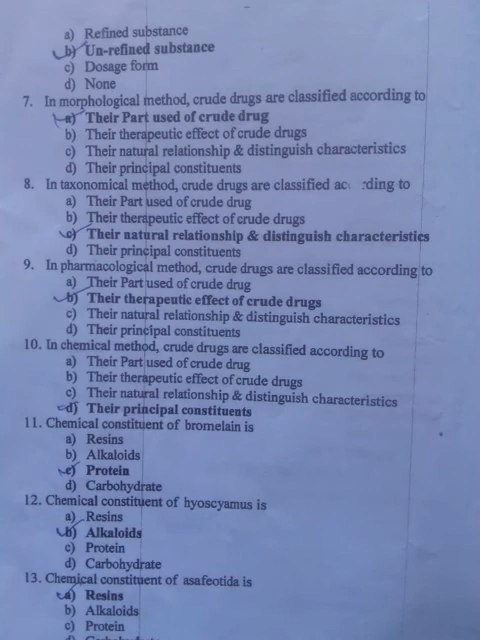 a) Refined substance
b) Un-refined substance
c) Dosage form
d) None
7. In morphological method, crude drugs are classified according to
a) Their Part used of crude drug
b) Their therapeutic effect of crude drugs
c) Their natural relationship & distinguish characteristics
d) Their principal constituents
8. In taxonomical method, crude drugs are classified ac ding to
a) Their Part used of crude drug
b) Their therapeutic effect of crude drugs
c) Their natural relationship & distinguish characteristics
d) Their principal constituents
9. In pharmacological method, crude drugs are classified according to
a) Their Part used of crude drug
b) Their therapeutic effect of crude drugs
c) Their natural relationship & distinguish characteristics
d) Their principal constituents
10. In chemical method, crude drugs are classified according to
a) Their Part used of crude drug
b) Their therapeutic effect of crude drugs
c) Their natural relationship & distinguish characteristics
d) Their principal constituents
11. Chemical constituent of bromelain is
a) Resins
b) Alkaloids
c) Protein
d) Carbohydrate
12. Chemical constituent of hyoscyamus is
a) Resins
b) Alkaloids
c) Protein
d) Carbohydrate
13. Chemical constituent of asafeotida is
a) Resins
b) Alkaloids
c) Protein